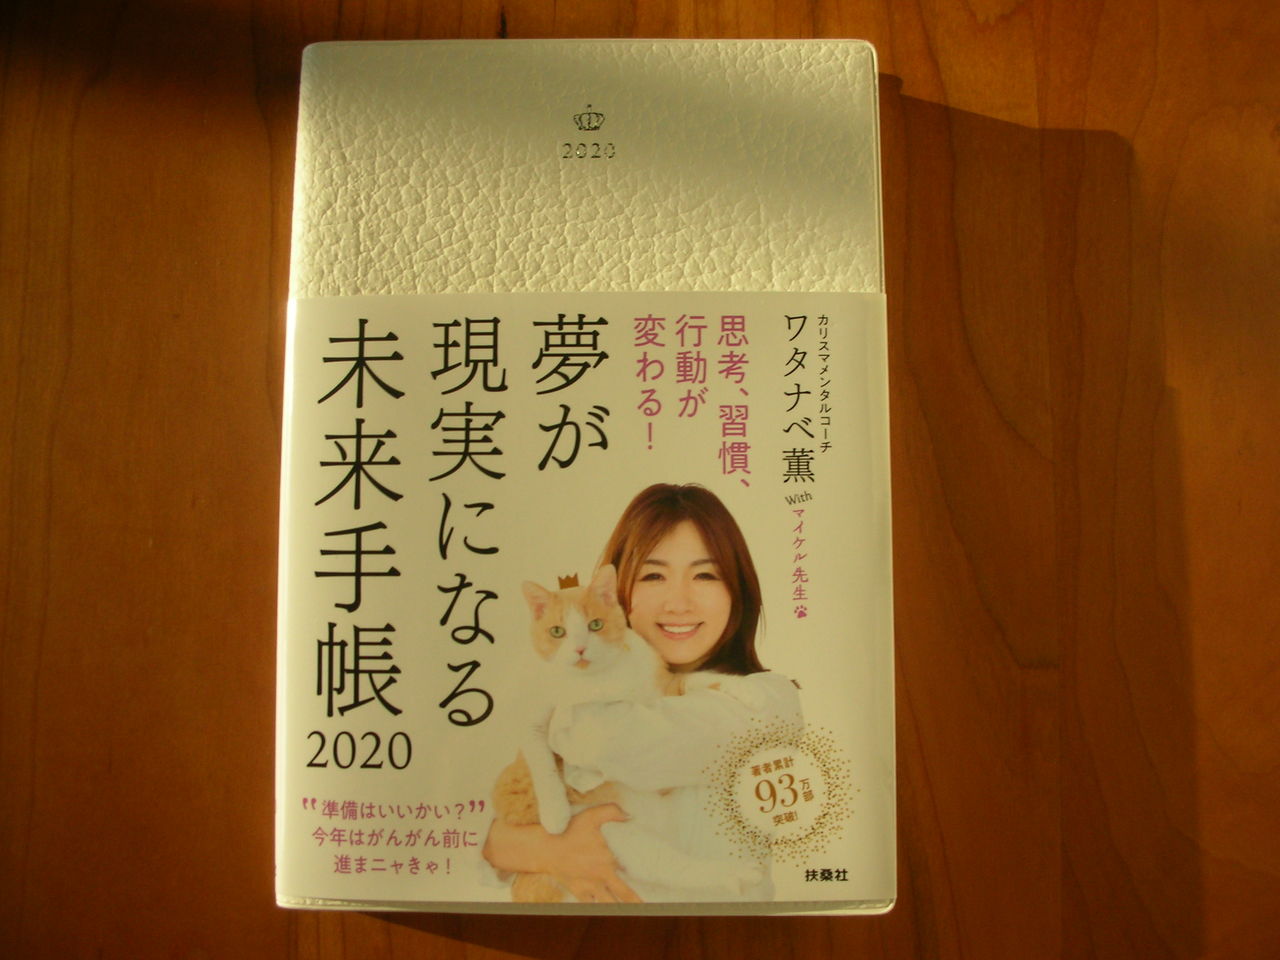 2020
カリスマメンタルコーチ
ワタナベ薫
Withマイケル先生
思考、習慣、
行動が
変わる！
夢が
現実になる
未来手帳
2020
“準備はいいかい？”
今年はがんがん前に
進まニャきゃ！
著者累計
93万部
突破!
扶桑社